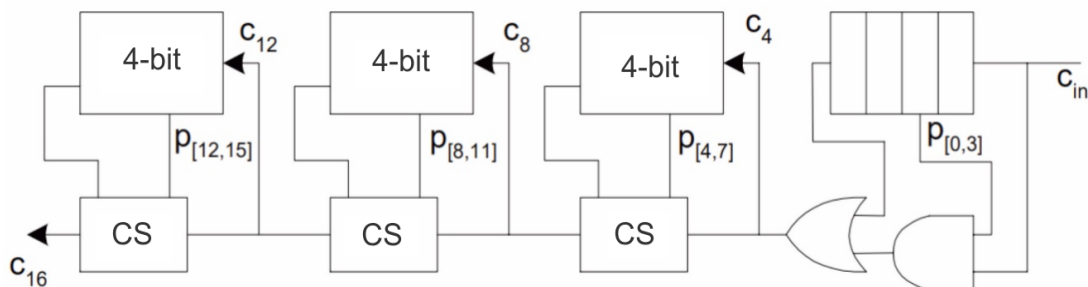 4-bit
c₁₂
4-bit
c₈
4-bit
c₄
cᵢₙ
p[12,15]
p[8,11]
p[4,7]
p[0,3]
CS
CS
CS
c₁₆